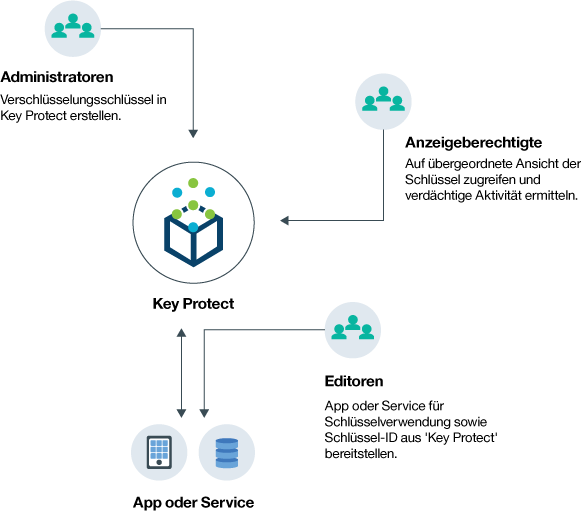 Administratoren
Verschlüsselungsschlüssel in
Key Protect erstellen.
Anzeigeberechtigte
Auf übergeordnete Ansicht der
Schlüssel zugreifen und
verdächtige Aktivität ermitteln.
Key Protect
Editoren
App oder Service für
Schlüsselverwendung sowie
Schlüssel-ID aus 'Key Protect'
bereitstellen.
App oder Service